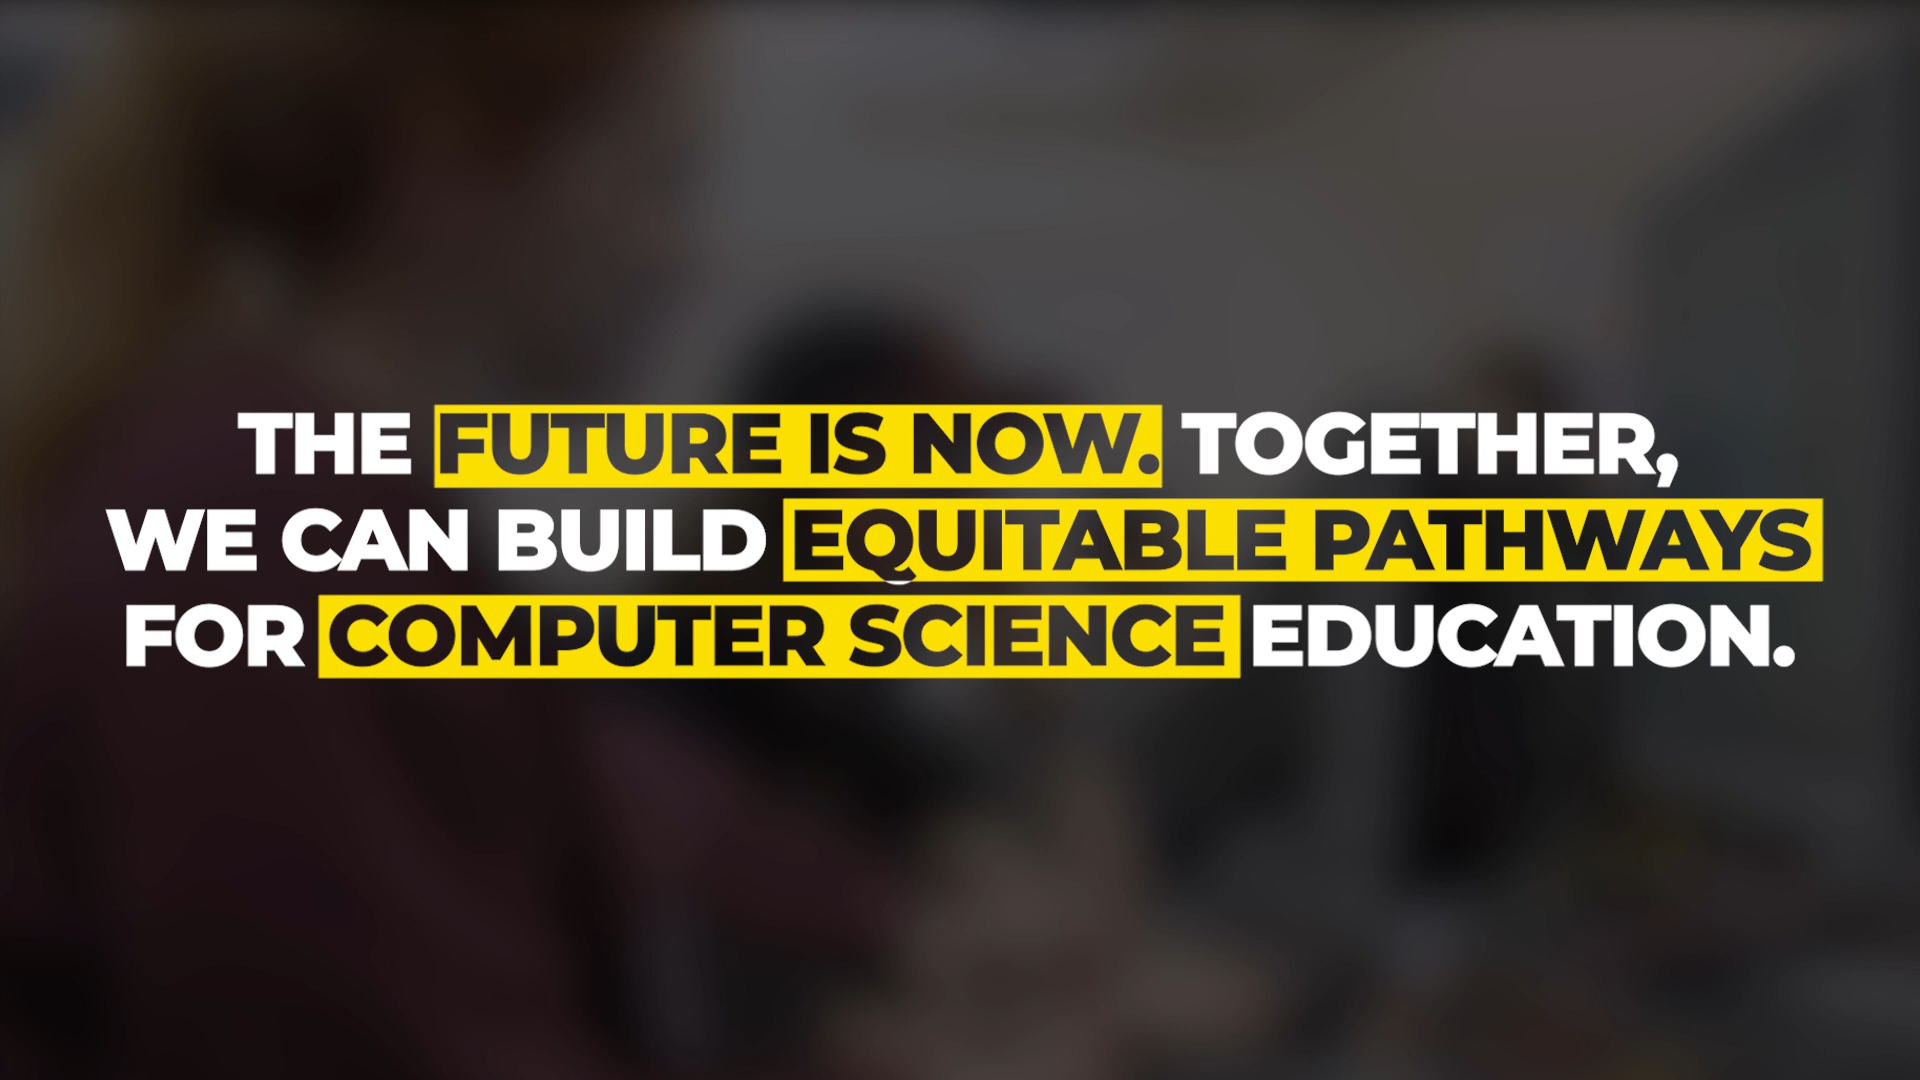 THE FUTURE IS NOW. TOGETHER,
WE CAN BUILD EQUITABLE PATHWAYS
FOR COMPUTER SCIENCE EDUCATION.